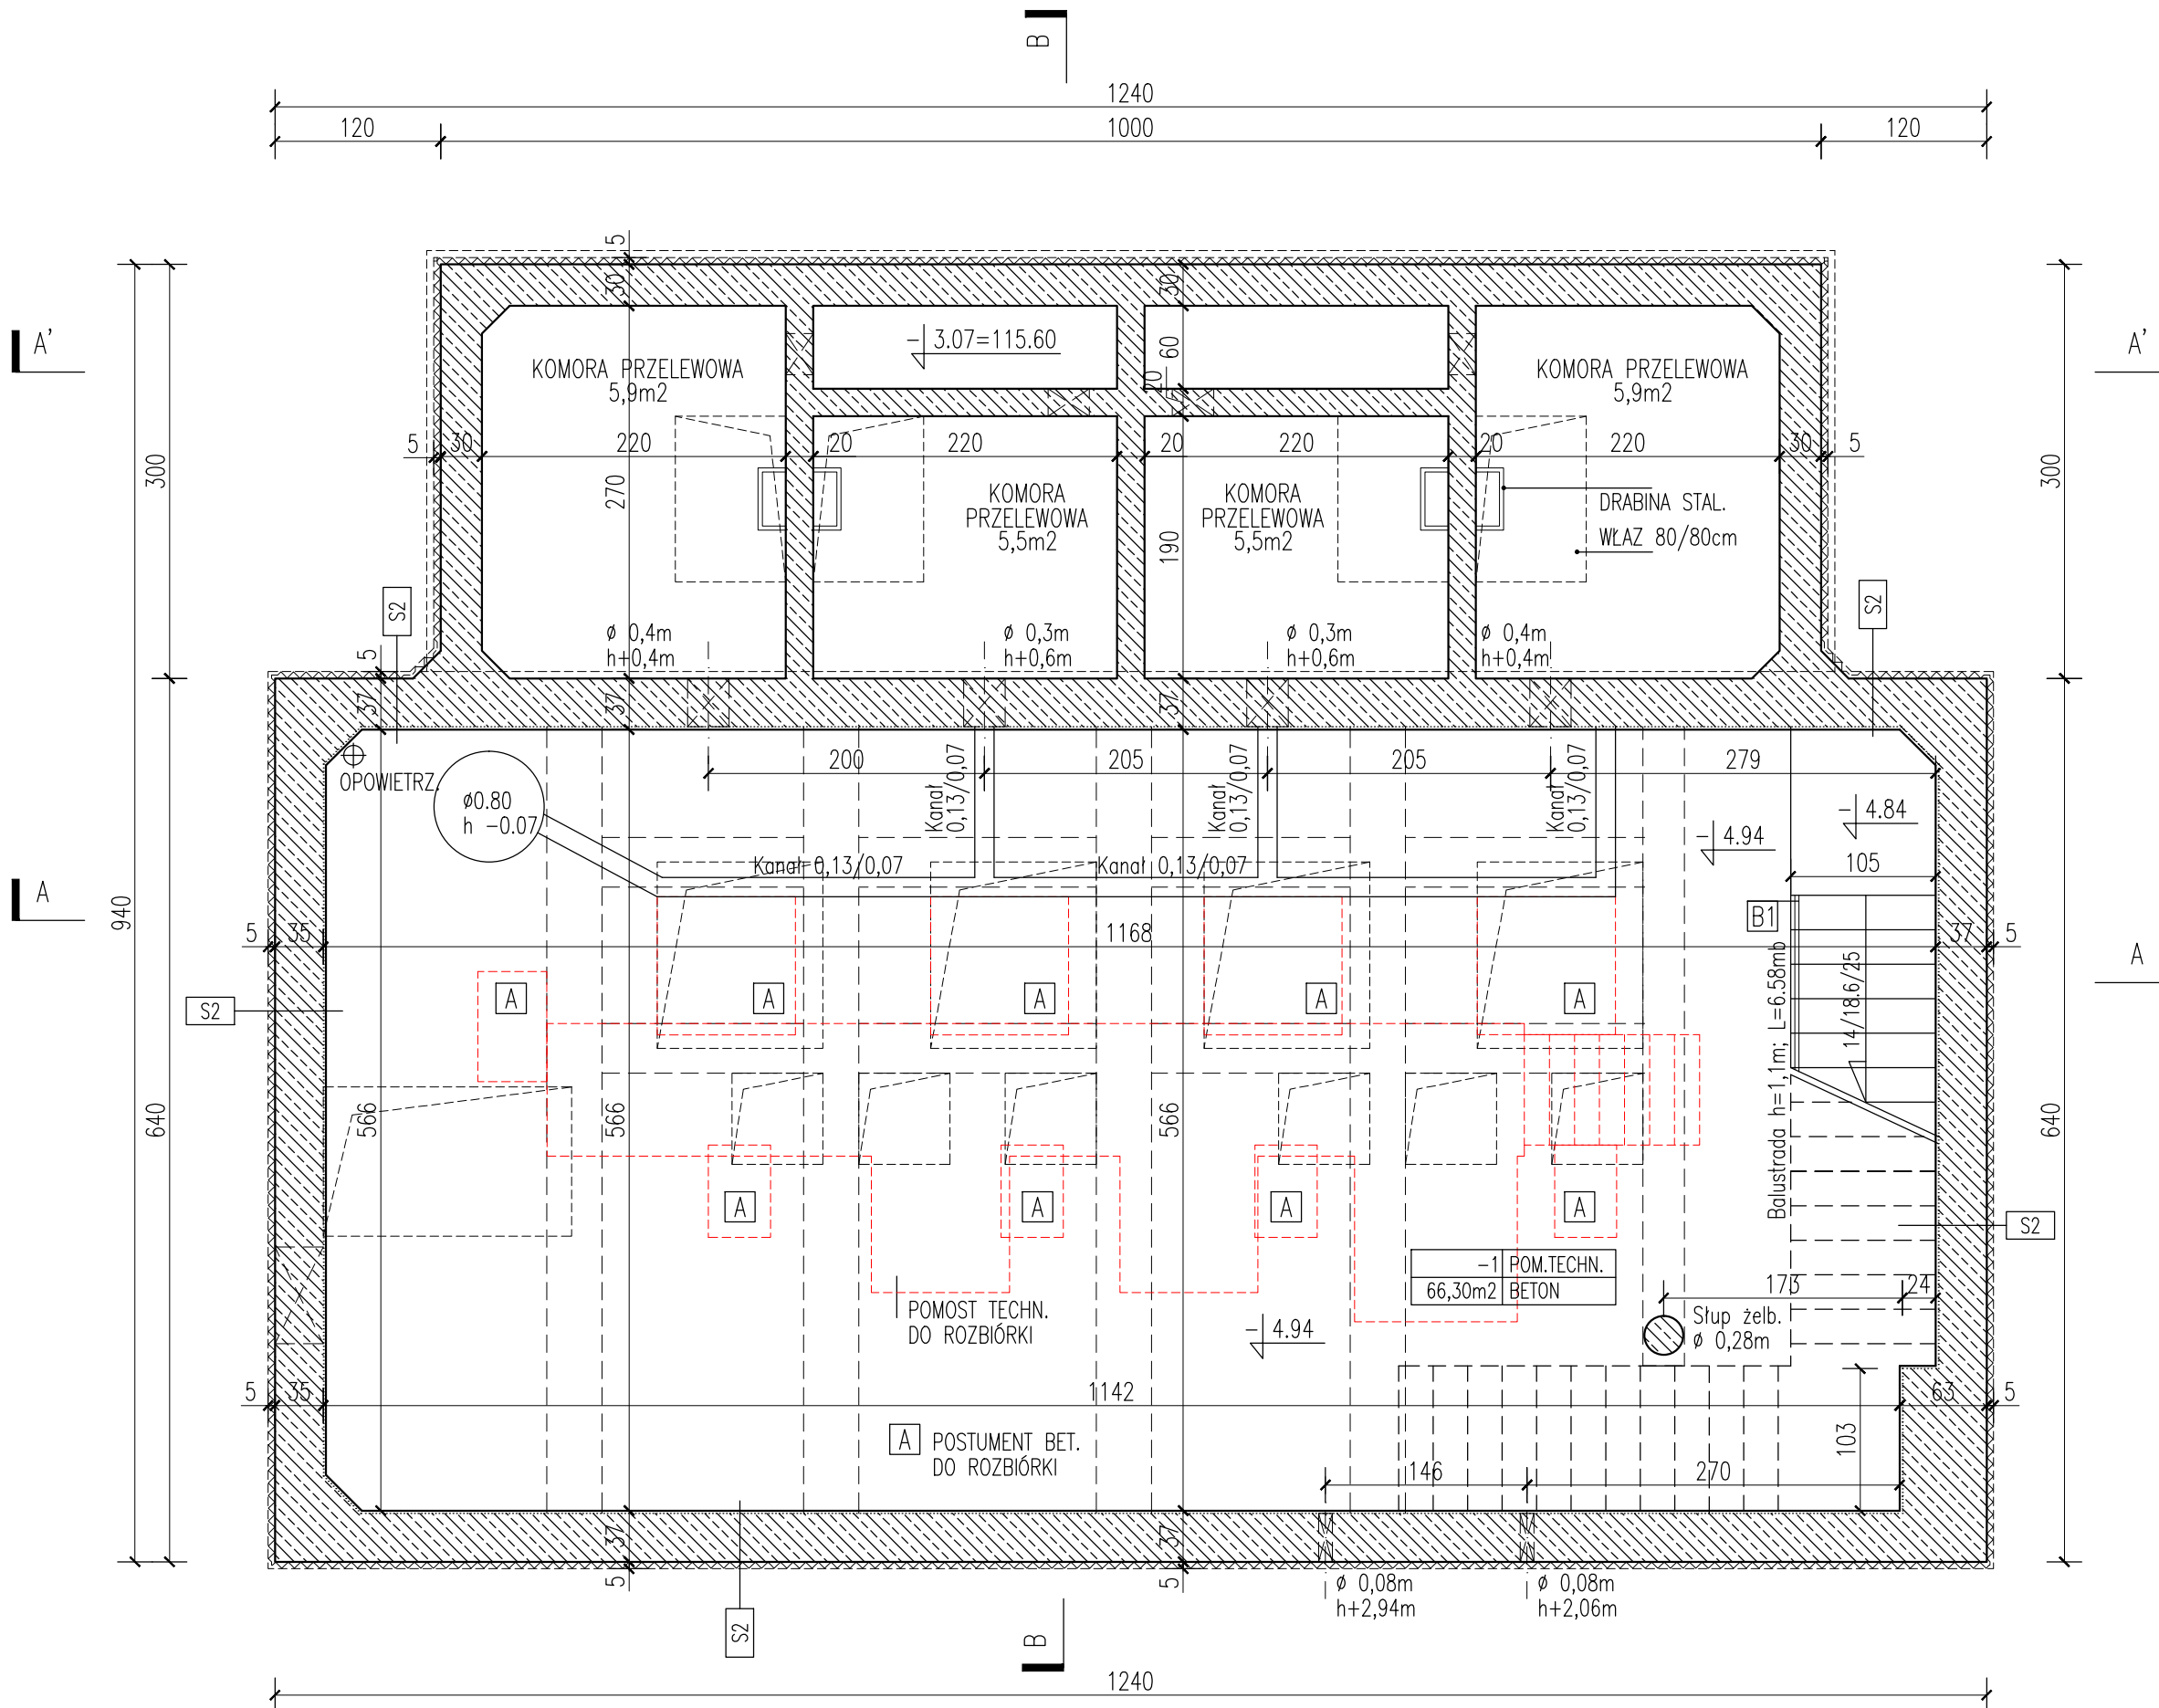 B
1240
120
1000
120
5
30
30
A'
A'
- 3.07=115.60
60
20
KOMORA PRZELEWOWA
5,9m2
KOMORA PRZELEWOWA
5,9m2
5
30
220
20
220
20
220
20
220
30
5
300
270
190
300
KOMORA
PRZELEWOWA
5,5m2
KOMORA
PRZELEWOWA
5,5m2
DRABINA STAL.
WŁAZ 80/80cm
S2
S2
ø 0,4m
h+0,4m
ø 0,3m
h+0,6m
ø 0,3m
h+0,6m
ø 0,4m
h+0,4m
5
37
37
37
OPOWIETRZ.
200
205
205
279
Kanał
0,13/0,07
Kanał
0,13/0,07
Kanał
0,13/0,07
ø0.80
h -0.07
- 4.94
- 4.84
Kanał 0,13/0,07
Kanał 0,13/0,07
105
A
A
940
B1
5
35
1168
37
5
S2
A
A
A
A
A
14/18.6/25
Balustrada h=1,1m; L=6.58mb
640
566
566
566
640
A
A
A
A
S2
-1 POM.TECHN.
66,30m2 BETON
173
24
POMOST TECHN.
DO ROZBIÓRKI
- 4.94
Słup żelb.
ø 0,28m
5
35
1142
63
5
A POSTUMENT BET.
DO ROZBIÓRKI
103
146
270
37
37
5
5
ø 0,08m
h+2,94m
ø 0,08m
h+2,06m
S2
B
1240